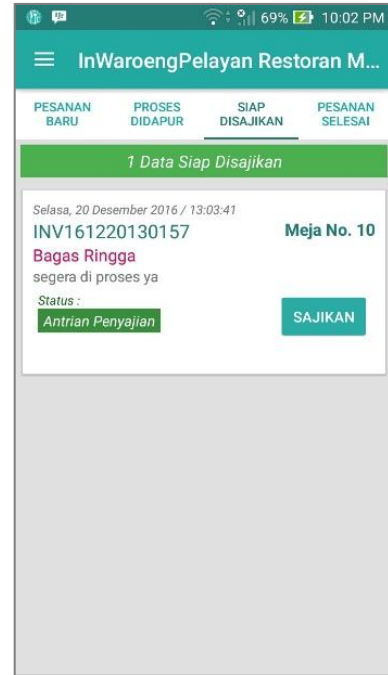 69% 10:02 PM
InWaroengPelayan Restoran M...
PESANAN BARU
PROSES DIDAPUR
SIAP DISAJIKAN
PESANAN SELESAI
1 Data Siap Disajikan
Selasa, 20 Desember 2016 / 13:03:41
INV161220130157
Meja No. 10
Bagas Ringga
segera di proses ya
Status :
Antrian Penyajian
SAJIKAN